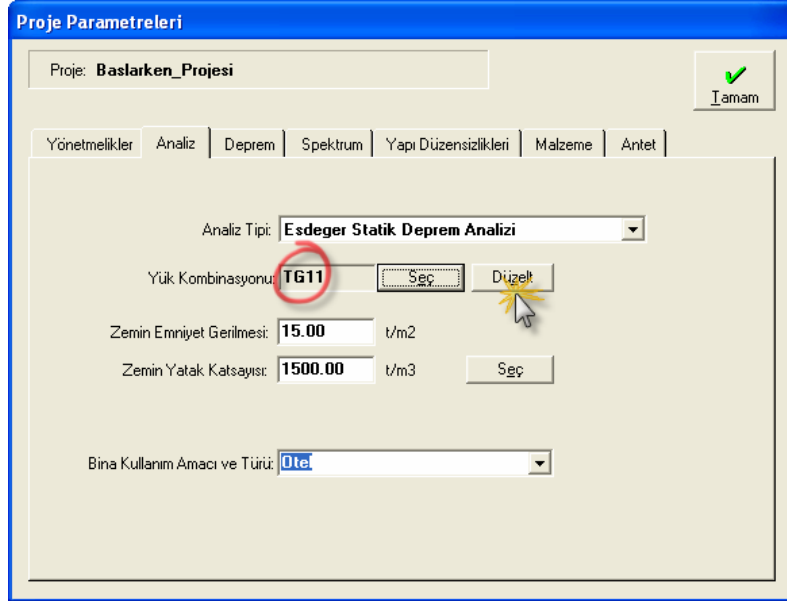 Proje Parametreleri
Proje: Baslarken_Projesi
Tamam
Yönetmelikler Analiz Deprem Spektrum Yapı Düzensizlikleri Malzeme Antet
Analiz Tipi: Esdeger Statik Deprem Analizi
Yük Kombinasyonu: TG11 Seç Düzelt
Zemin Emniyet Gerilmesi: 15.00 t/m2
Zemin Yatak Katsayısı: 1500.00 t/m3 Seç
Bina Kullanım Amacı ve Türü: Otel